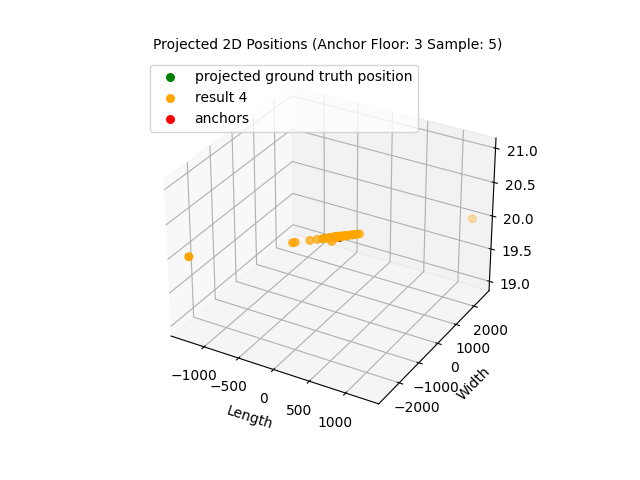 Projected 2D Positions (Anchor Floor: 3 Sample: 5)
projected ground truth position
result 4
anchors
21.0
20.5
20.0
19.5
19.0
2000
1000
0
−1000
−2000
Width
−1000
−500
0
500
1000
Length